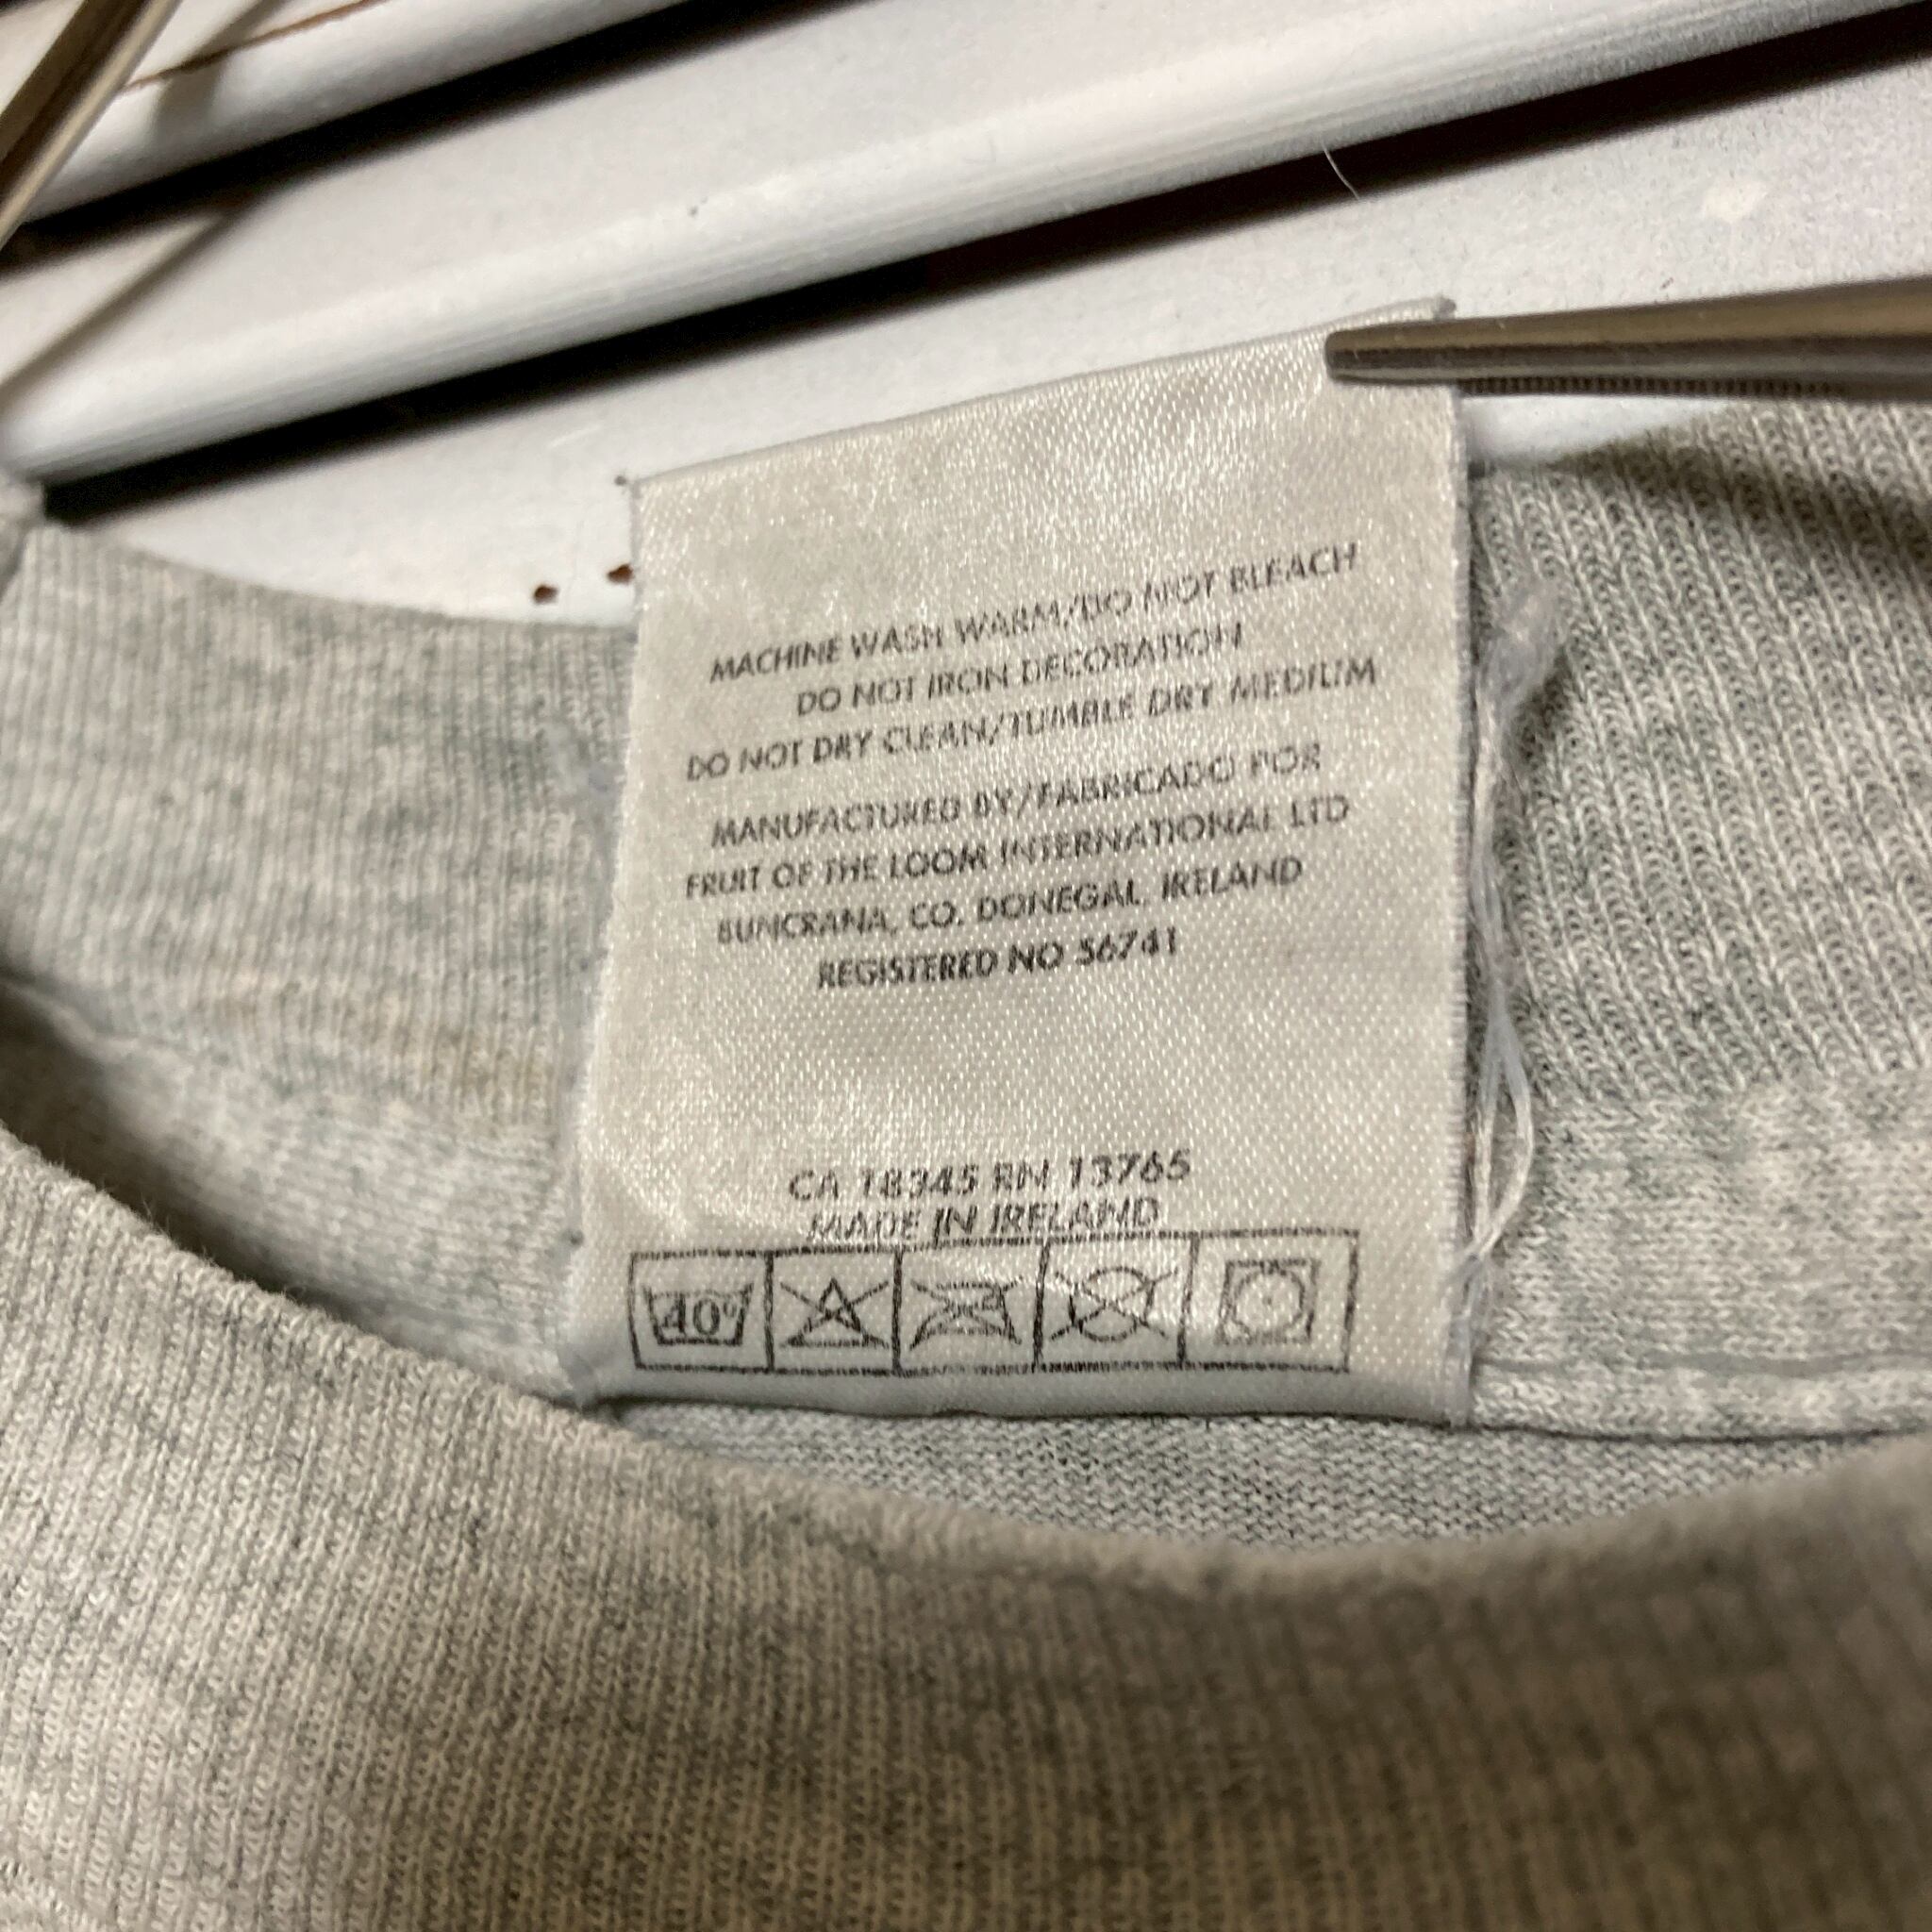 MACHINE WASH WARM/DO NOT BLEACH
DO NOT IRON DECORATION
DO NOT DRY CLEAN/TUMBLE DRY MEDIUM
MANUFACTURED BY/FABRICADO POR
FRUIT OF THE LOOM INTERNATIONAL LTD
BUNCRANA, CO. DONEGAL, IRELAND
REGISTERED NO 56741
CA 18345 RN 13765
MADE IN IRELAND
40°